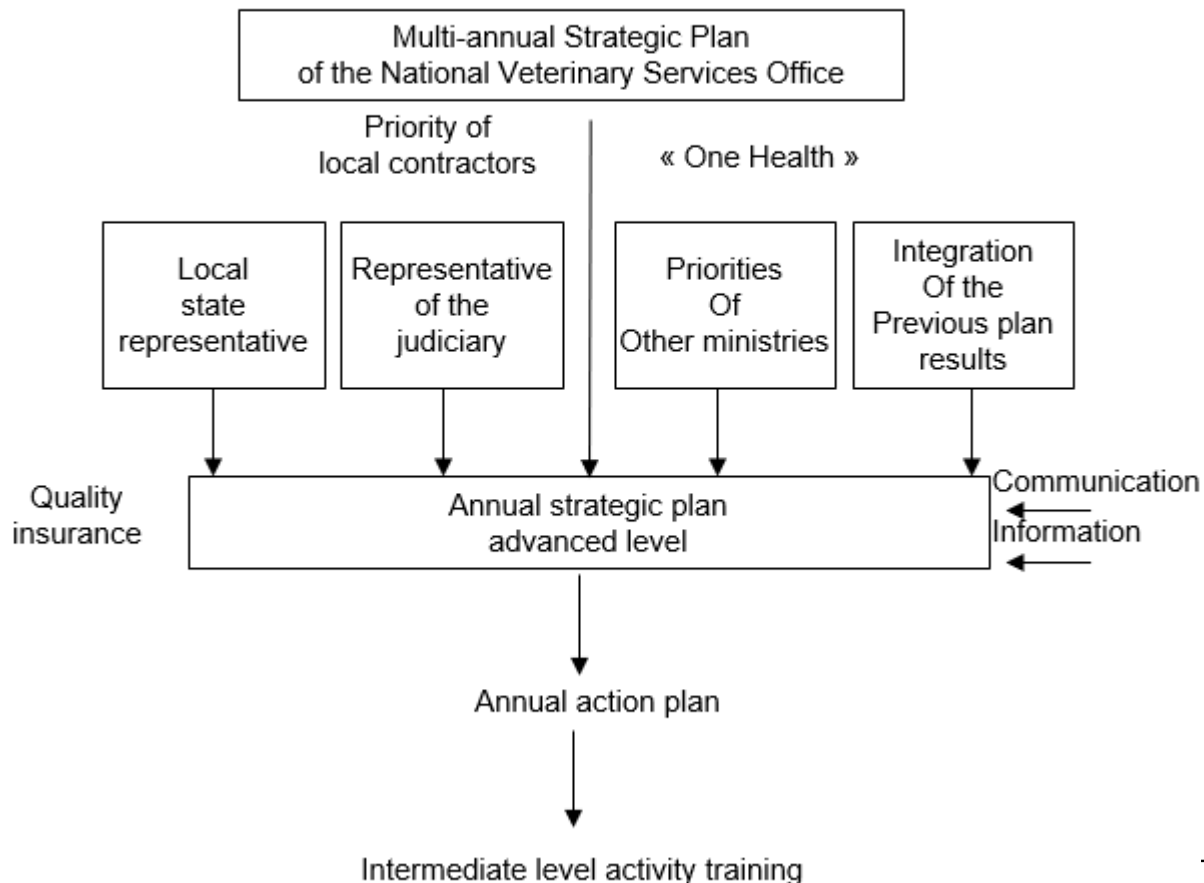 Multi-annual Strategic Plan
of the National Veterinary Services Office
Priority of
local contractors
« One Health »
Local
state
representative
Representative
of the
judiciary
Priorities
Of
Other ministries
Integration
Of the
Previous plan
results
Quality
insurance
Annual strategic plan
advanced level
Communication
Information
Annual action plan
Intermediate level activity training